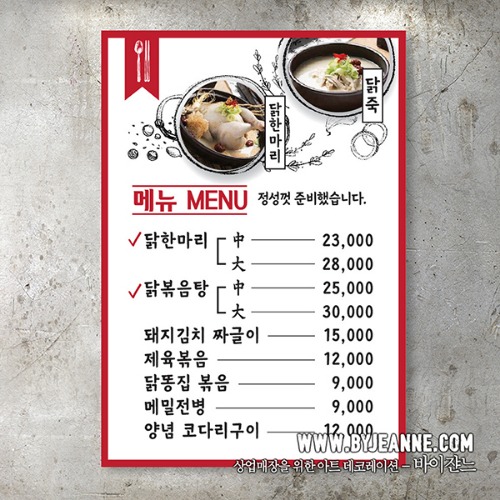 닭죽
닭한마리
메뉴 MENU 정성껏 준비했습니다.
✓닭한마리 中 23,000
大 28,000
✓닭볶음탕 中 25,000
大 30,000
돼지김치 짜글이 15,000
제육볶음 12,000
닭똥집 볶음 9,000
메밀전병 9,000
양념 코다리구이 12,000
WWW.BYJEANNE.COM
상업매장을 위한 아트 데코레이션 - 바이쟌느